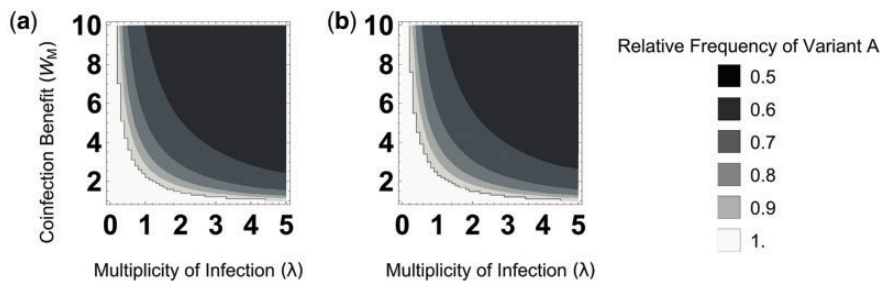 (a)
Coinfection Benefit (WM)
10
8
6
4
2
0 1 2 3 4 5
Multiplicity of Infection (λ)
(b)
10
8
6
4
2
0 1 2 3 4 5
Multiplicity of Infection (λ)
Relative Frequency of Variant A
0.5
0.6
0.7
0.8
0.9
1.